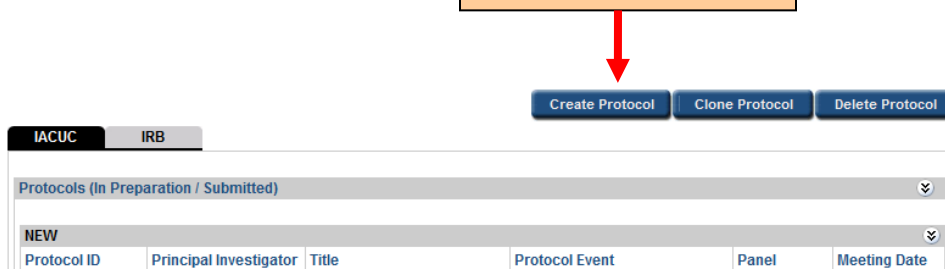 Create Protocol Clone Protocol Delete Protocol
IACUC IRB
Protocols (In Preparation / Submitted)
NEW
Protocol ID Principal Investigator Title Protocol Event Panel Meeting Date